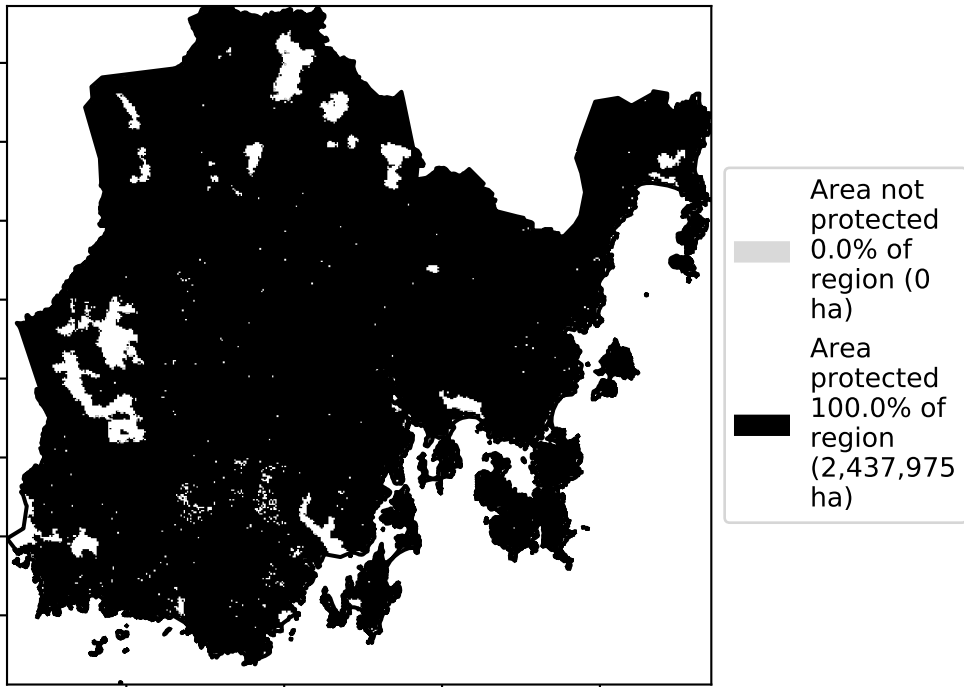 Area not
protected
0.0% of
region (0
ha)
Area
protected
100.0% of
region
(2,437,975
ha)